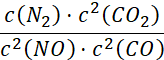 c(N₂) · c²(CO₂)
c²(NO) · c²(CO)